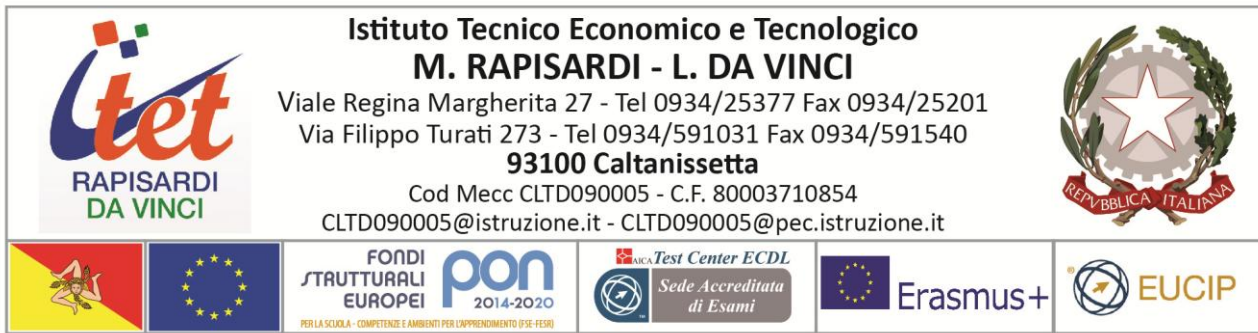 Istituto Tecnico Economico e Tecnologico
M. RAPISARDI - L. DA VINCI
Viale Regina Margherita 27 - Tel 0934/25377 Fax 0934/25201
Via Filippo Turati 273 - Tel 0934/591031 Fax 0934/591540
93100 Caltanissetta
Cod Mecc CLTD090005 - C.F. 80003710854
CLTD090005@istruzione.it - CLTD090005@pec.istruzione.it
itet
RAPISARDI
DA VINCI
REPVBBLICA ITALIANA
FONDI
STRUTTURALI
EUROPEI
pon
2014-2020
PER LA SCUOLA - COMPETENZE E AMBIENTI PER L'APPRENDIMENTO (FSE-FESR)
AICA Test Center ECDL
Sede Accreditata
di Esami
Erasmus+
® EUCIP